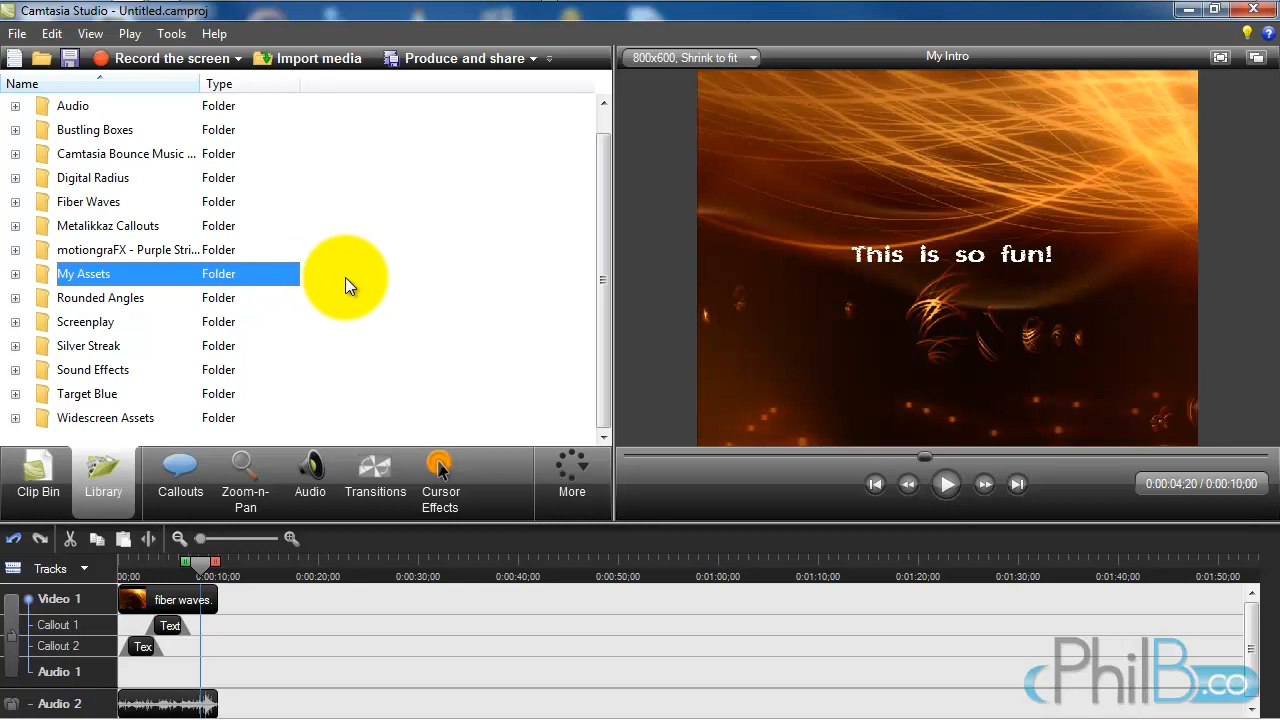 Camtasia Studio - Untitled.camproj
File Edit View Play Tools Help
Record the screen Import media Produce and share
800x600, Shrink to fit
My Intro
Name Type
Audio Folder
Bustling Boxes Folder
Camtasia Bounce Music ... Folder
Digital Radius Folder
Fiber Waves Folder
Metalikkaz Callouts Folder
motiongraFX - Purple Stri... Folder
My Assets Folder
Rounded Angles Folder
Screenplay Folder
Silver Streak Folder
Sound Effects Folder
Target Blue Folder
Widescreen Assets Folder
This is so fun!
Clip Bin
Library
Callouts
Zoom-n-
Pan
Audio
Transitions
Cursor
Effects
More
0:00:04;20 / 0:00:10;00
Tracks
00;00 0:00:10;00 0:00:20;00 0:00:30;00 0:00:40;00 0:00:50;00 0:01:00;00 0:01:10;00 0:01:20;00 0:01:30;00 0:01:40;00 0:01:50;00
Video 1 fiber waves.
Callout 1 Text
Callout 2 Tex
Audio 1
Audio 2
PhilB.co